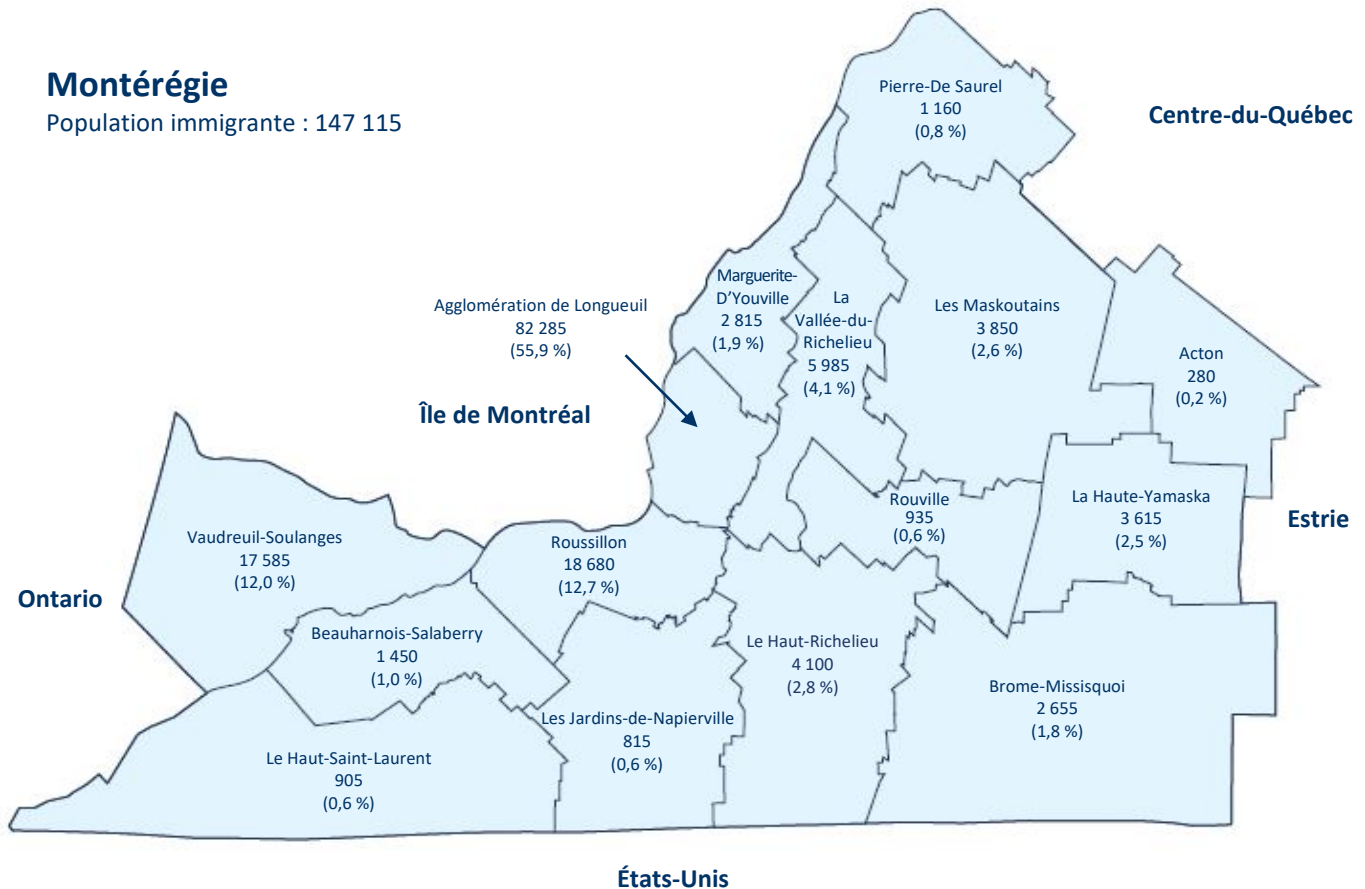 Montérégie
Population immigrante : 147 115
Pierre-De Saurel
1 160
(0,8 %)
Centre-du-Québec
Marguerite-
D'Youville
2 815
(1,9 %)
La
Vallée-du-
Richelieu
5 985
(4,1 %)
Les Maskoutains
3 850
(2,6 %)
Agglomération de Longueuil
82 285
(55,9 %)
Acton
280
(0,2 %)
Île de Montréal
Rouville
935
(0,6 %)
La Haute-Yamaska
3 615
(2,5 %)
Estrie
Vaudreuil-Soulanges
17 585
(12,0 %)
Roussillon
18 680
(12,7 %)
Ontario
Beauharnois-Salaberry
1 450
(1,0 %)
Le Haut-Richelieu
4 100
(2,8 %)
Brome-Missisquoi
2 655
(1,8 %)
Les Jardins-de-Napierville
815
(0,6 %)
Le Haut-Saint-Laurent
905
(0,6 %)
États-Unis